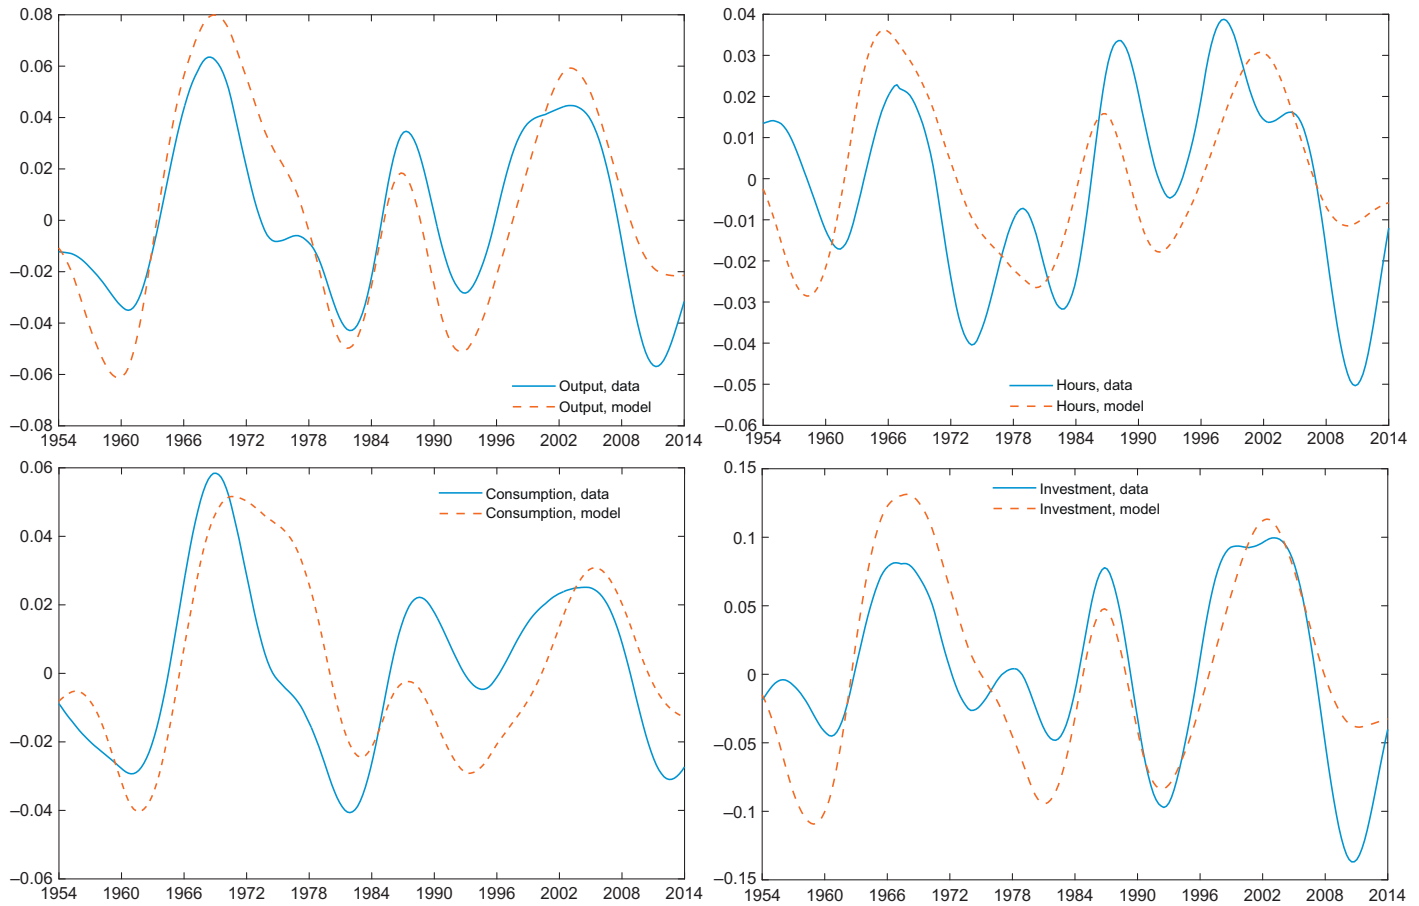 0.08
0.06
0.04
0.02
0
–0.02
–0.04
–0.06
–0.08
Output, data
Output, model
1954 1960 1966 1972 1978 1984 1990 1996 2002 2008 2014
0.04
0.03
0.02
0.01
0
–0.01
–0.02
–0.03
–0.04
–0.05
–0.06
Hours, data
Hours, model
1954 1960 1966 1972 1978 1984 1990 1996 2002 2008 2014
0.06
0.04
0.02
0
–0.02
–0.04
–0.06
Consumption, data
Consumption, model
1954 1960 1966 1972 1978 1984 1990 1996 2002 2008 2014
0.15
0.1
0.05
0
–0.05
–0.1
–0.15
Investment, data
Investment, model
1954 1960 1966 1972 1978 1984 1990 1996 2002 2008 2014